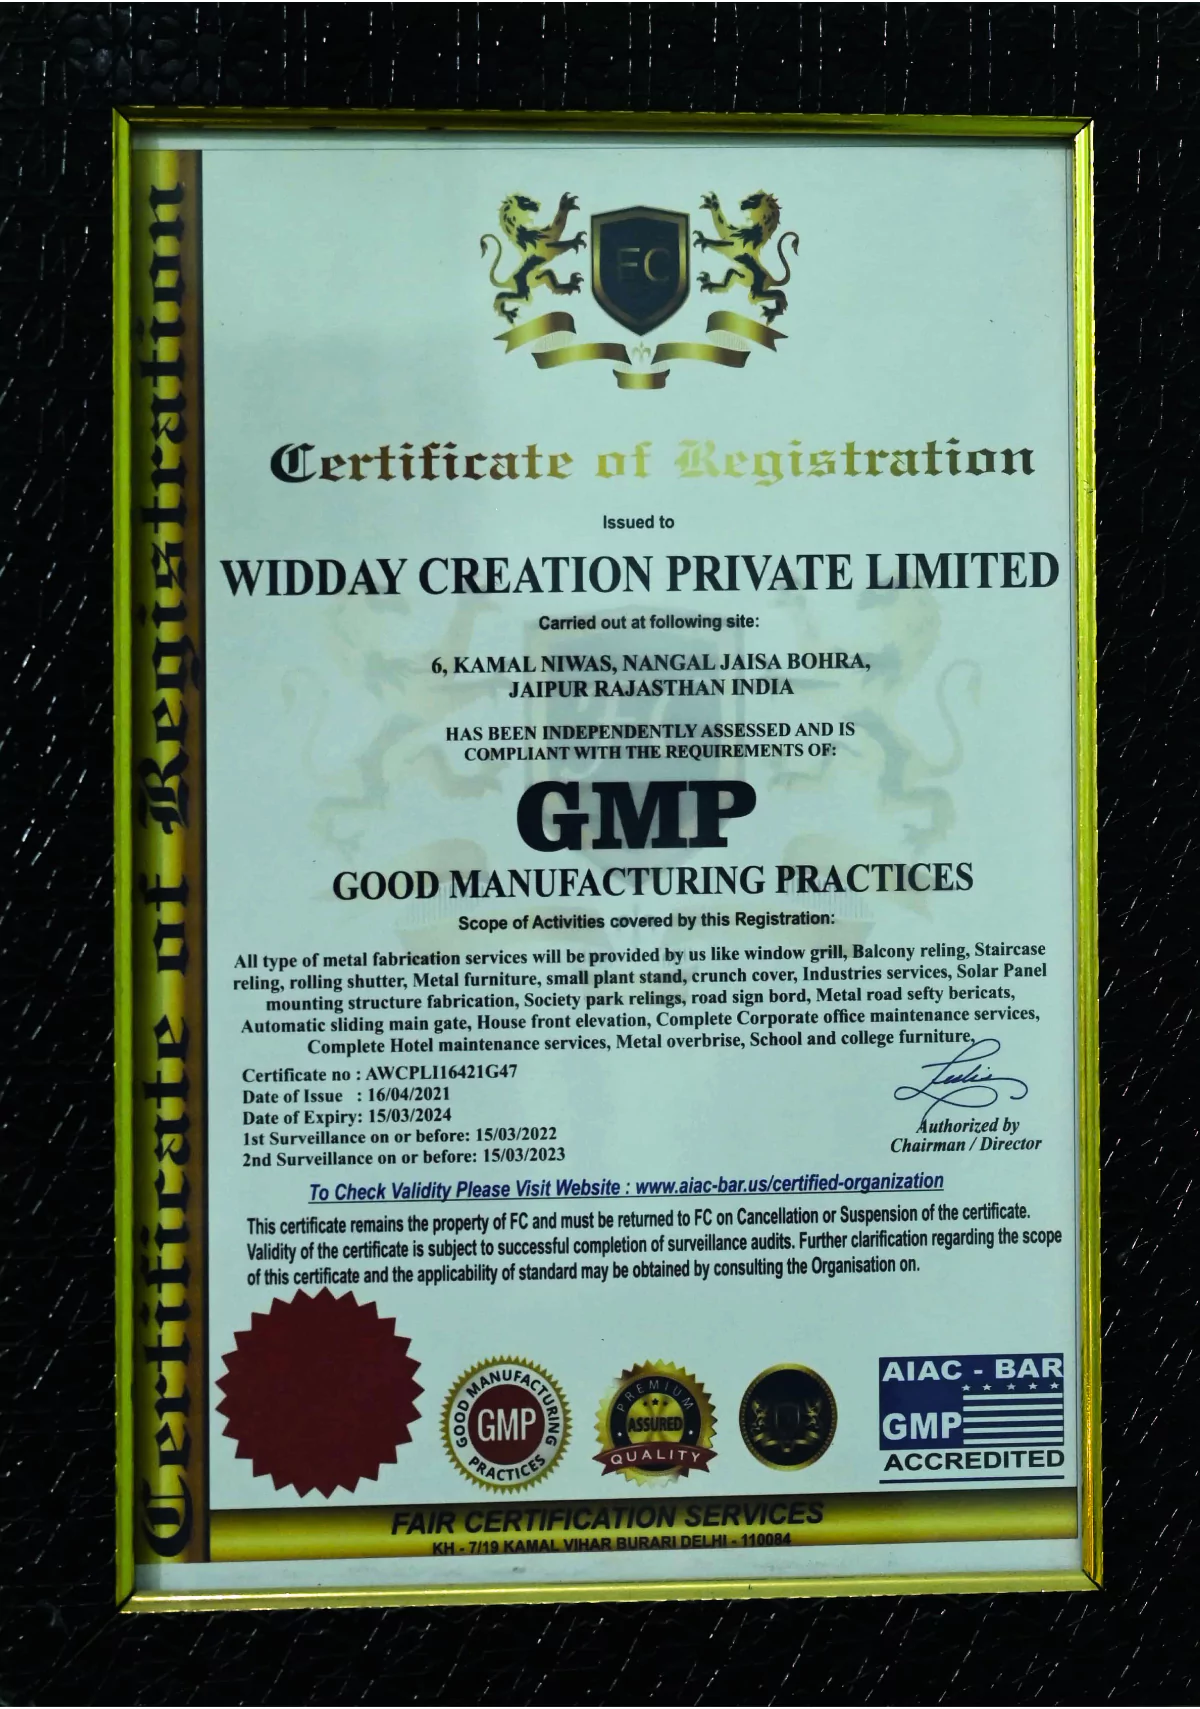 Certificate of Registration
FC
Certificate of Registration
Issued to
WIDDAY CREATION PRIVATE LIMITED
Carried out at following site:
6, KAMAL NIWAS, NANGAL JAISA BOHRA,
JAIPUR RAJASTHAN INDIA
HAS BEEN INDEPENDENTLY ASSESSED AND IS
COMPLIANT WITH THE REQUIREMENTS OF:
GMP
GOOD MANUFACTURING PRACTICES
Scope of Activities covered by this Registration:
All type of metal fabrication services will be provided by us like window grill, Balcony reling, Staircase
reling, rolling shutter, Metal furniture, small plant stand, crunch cover, Industries services, Solar Panel
mounting structure fabrication, Society park relings, road sign bord, Metal road sefty bericats,
Automatic sliding main gate, House front elevation, Complete Corporate office maintenance services,
Complete Hotel maintenance services, Metal overbrise, School and college furniture,
Certificate no : AWCPLI16421G47
Date of Issue : 16/04/2021
Date of Expiry: 15/03/2024
1st Surveillance on or before: 15/03/2022
2nd Surveillance on or before: 15/03/2023
Authorized by
Chairman / Director
To Check Validity Please Visit Website : www.aiac-bar.us/certified-organization
This certificate remains the property of FC and must be returned to FC on Cancellation or Suspension of the certificate.
Validity of the certificate is subject to successful completion of surveillance audits. Further clarification regarding the scope
of this certificate and the applicability of standard may be obtained by consulting the Organisation on.
GOOD MANUFACTURING
GMP
PRACTICES
PREMIUM
ASSURED
QUALITY
AIAC - BAR
GMP
ACCREDITED
FAIR CERTIFICATION SERVICES
KH - 7/19 KAMAL VIHAR BURARI DELHI - 110084